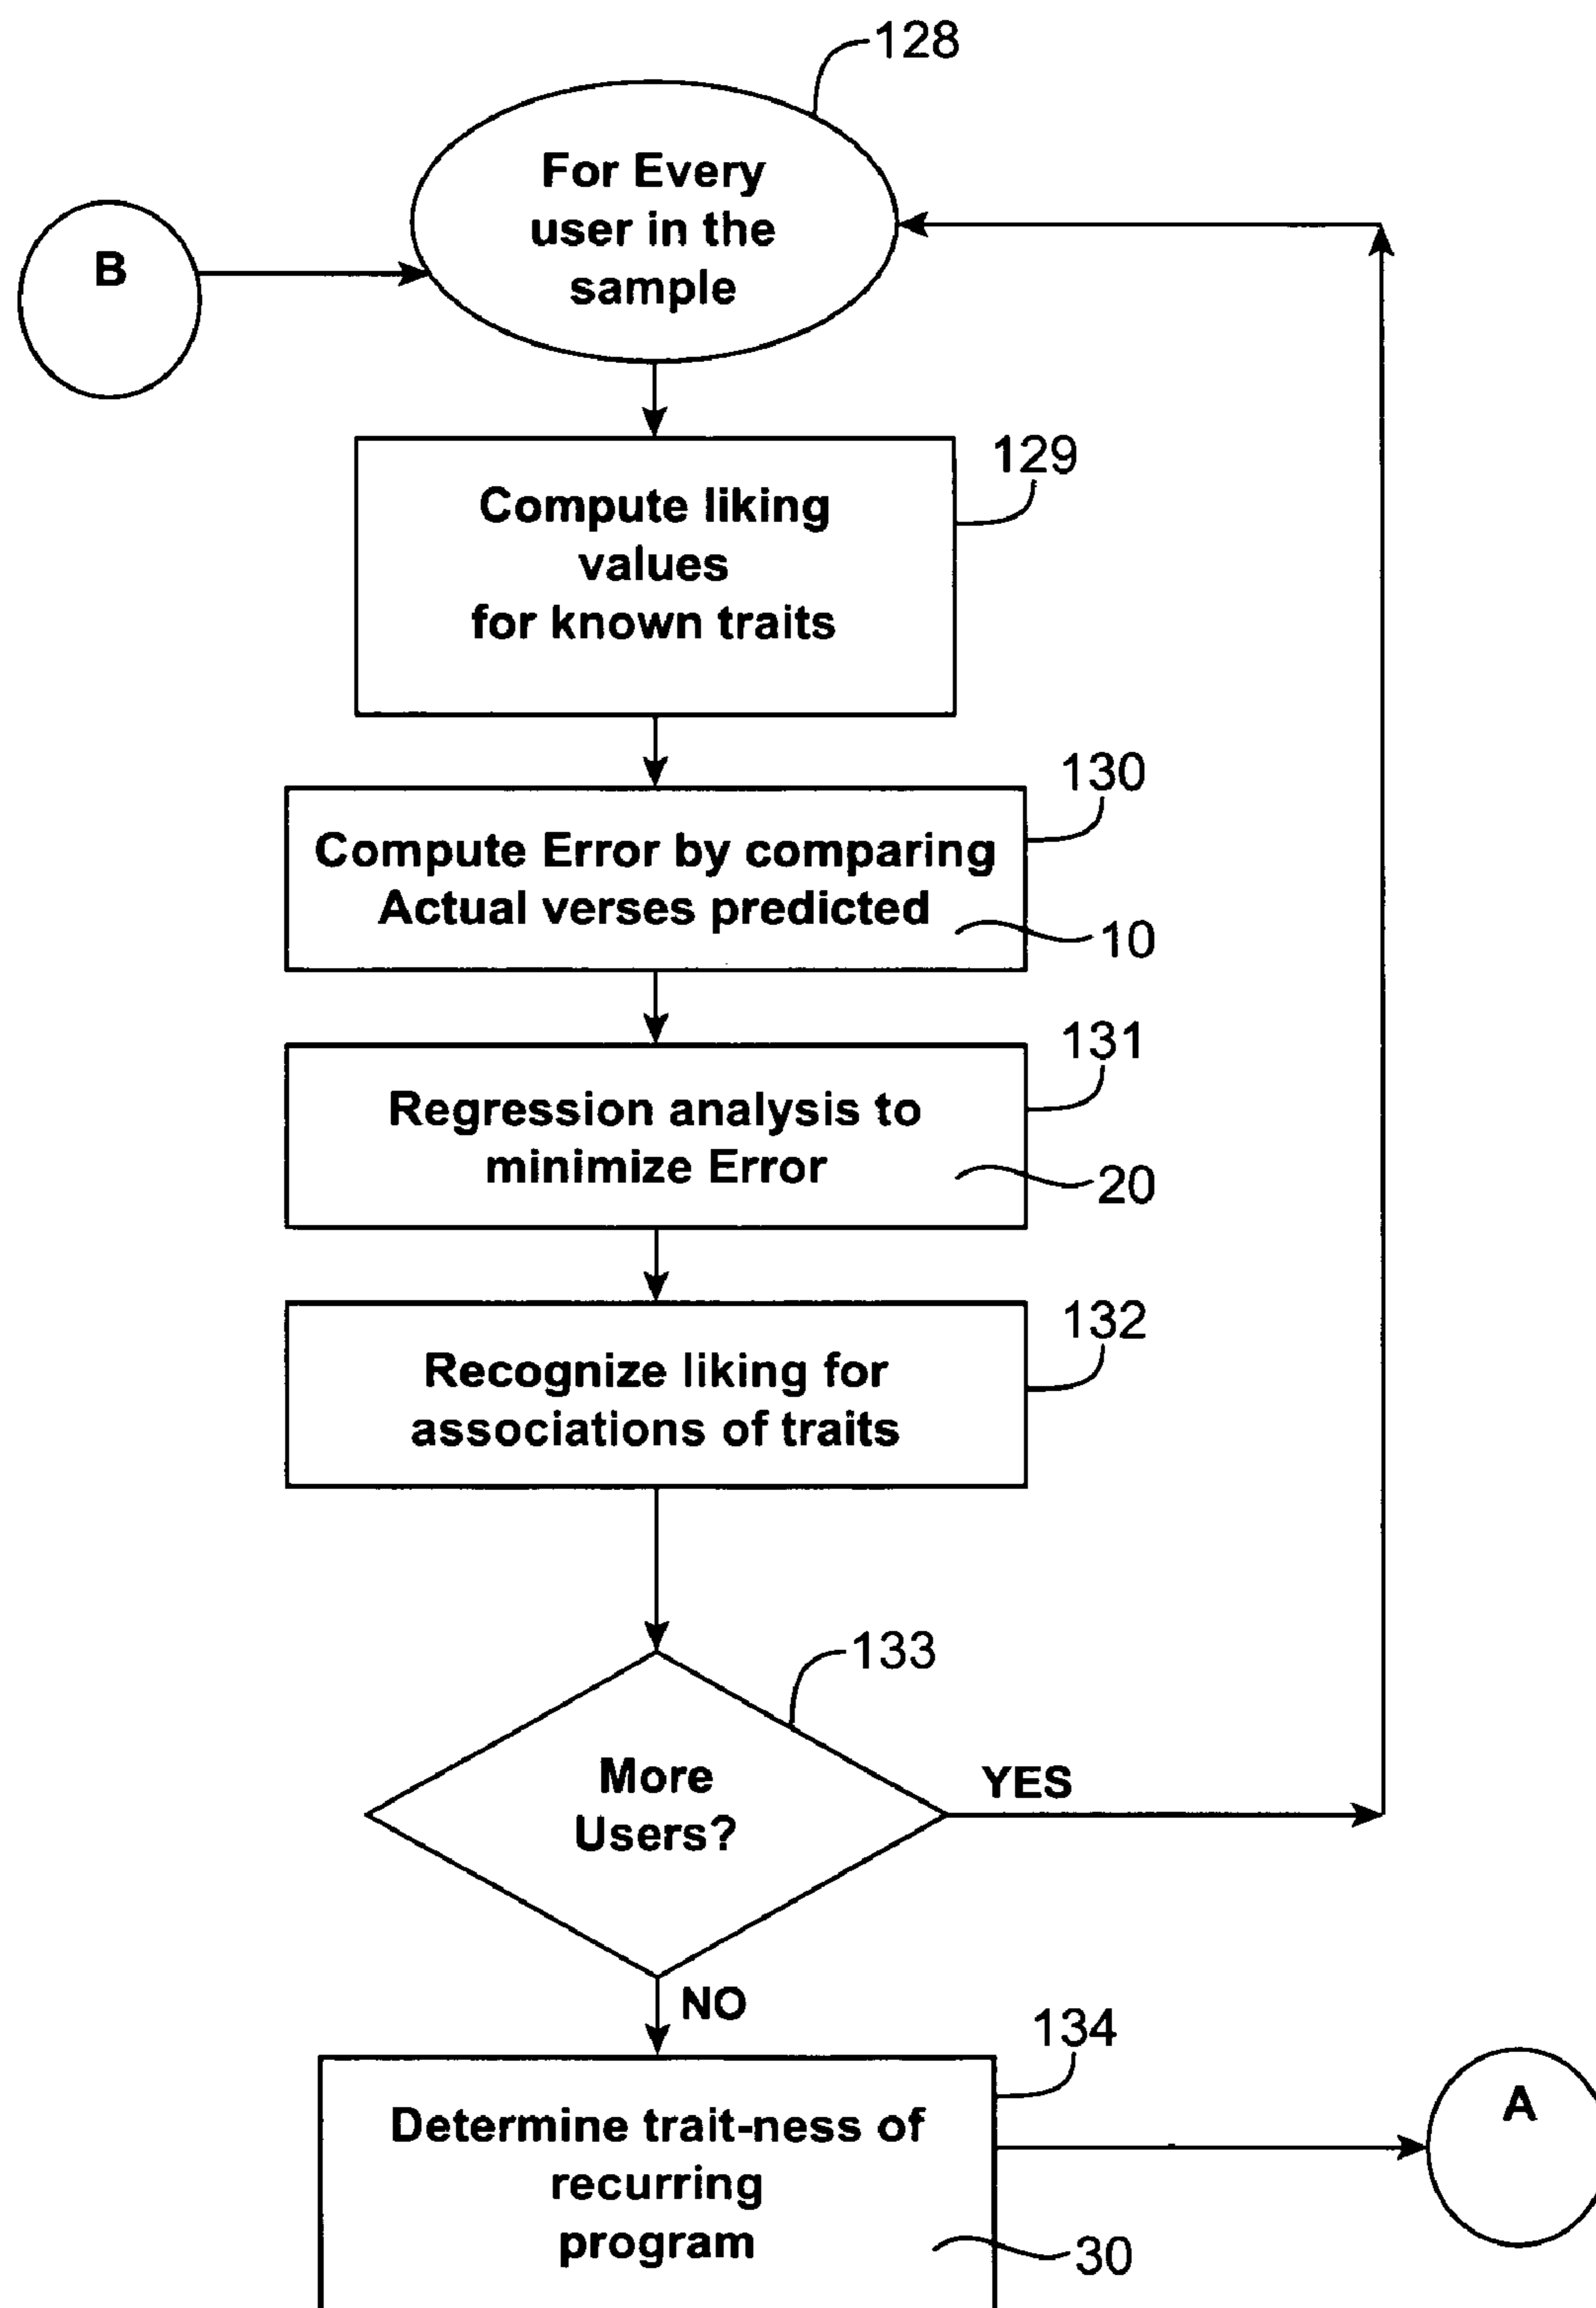 128
For Every
user in the
sample
B
129
Compute liking
values
for known traits
130
Compute Error by comparing
Actual verses predicted
10
131
Regression analysis to
minimize Error
20
132
Recognize liking for
associations of traits
133
More
Users?
YES
NO
134
Determine trait-ness of
recurring
program
30
A